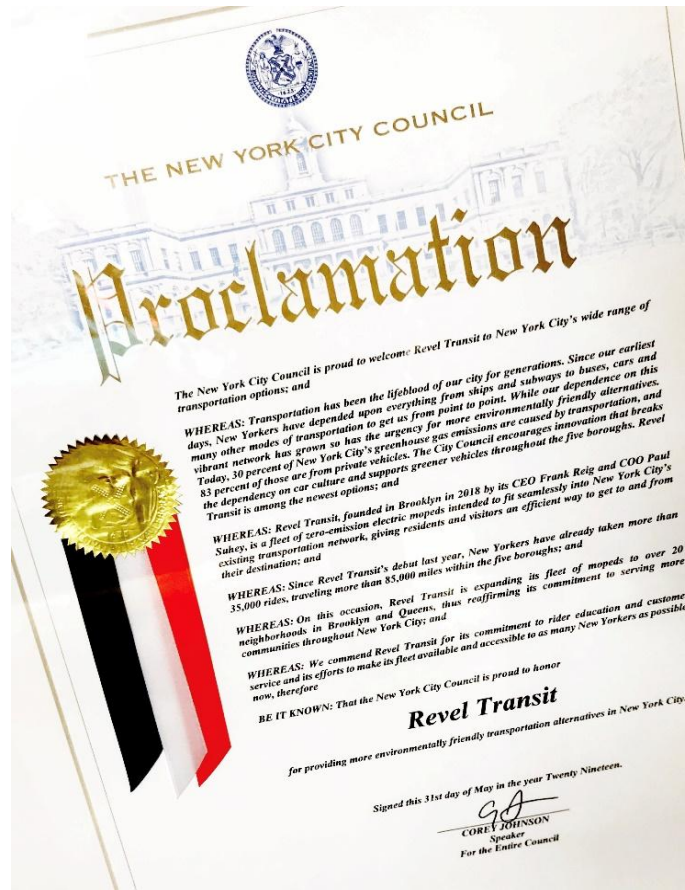 THE NEW YORK CITY COUNCIL
Proclamation
The New York City Council is proud to welcome Revel Transit to New York City's wide range of
transportation options; and
WHEREAS: Transportation has been the lifeblood of our city for generations. Since our earliest
days, New Yorkers have depended upon everything from ships and subways to buses, cars and
many other modes of transportation to get us from point to point. While our dependence on this
vibrant network has grown so has the urgency for more environmentally friendly alternatives.
Today, 30 percent of New York City's greenhouse gas emissions are caused by transportation, and
83 percent of those are from private vehicles. The City Council encourages innovation that breaks
the dependency on car culture and supports greener vehicles throughout the five boroughs. Revel
Transit is among the newest options; and
WHEREAS: Revel Transit, founded in Brooklyn in 2018 by its CEO Frank Reig and COO Paul
Suhey, is a fleet of zero-emission electric mopeds intended to fit seamlessly into New York City's
existing transportation network, giving residents and visitors an efficient way to get to and from
their destination; and
WHEREAS: Since Revel Transit's debut last year, New Yorkers have already taken more than
35,000 rides, traveling more than 85,000 miles within the five boroughs; and
WHEREAS: On this occasion, Revel Transit is expanding its fleet of mopeds to over 20
neighborhoods in Brooklyn and Queens, thus reaffirming its commitment to serving more
communities throughout New York City; and
WHEREAS: We commend Revel Transit for its commitment to rider education and custome
service and its efforts to make its fleet available and accessible to as many New Yorkers as possible
now, therefore
BE IT KNOWN: That the New York City Council is proud to honor
Revel Transit
for providing more environmentally friendly transportation alternatives in New York City.
Signed this 31st day of May in the year Twenty Nineteen.
COREY JOHNSON
Speaker
For the Entire Council